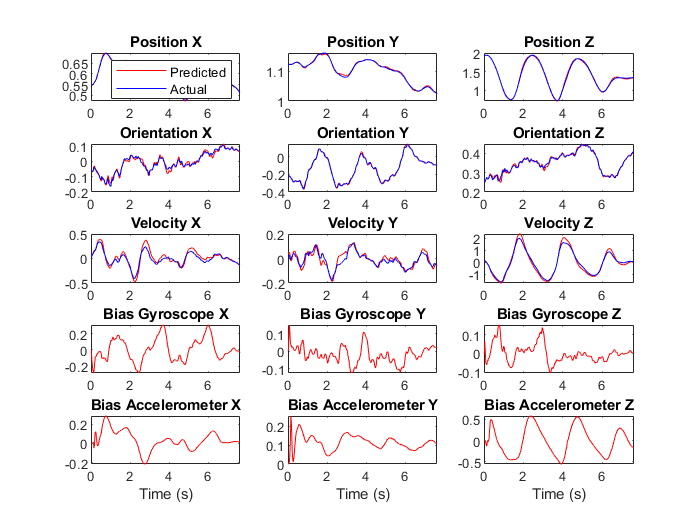 Position X
Position Y
Position Z
0.65
0.6
0.55
0.5
Predicted
Actual
1.1
1
2
1.5
1
0 2 4 6
0 2 4 6
0 2 4 6
Orientation X
Orientation Y
Orientation Z
0.1
0
-0.1
-0.2
0
-0.2
-0.4
0.4
0.3
0.2
0 2 4 6
0 2 4 6
0 2 4 6
Velocity X
Velocity Y
Velocity Z
0.5
0
-0.5
0.2
0
-0.2
2
1
0
-1
0 2 4 6
0 2 4 6
0 2 4 6
Bias Gyroscope X
Bias Gyroscope Y
Bias Gyroscope Z
0.2
0
-0.2
0.1
0
-0.1
0.1
0
-0.1
0 2 4 6
0 2 4 6
0 2 4 6
Bias Accelerometer X
Bias Accelerometer Y
Bias Accelerometer Z
0.2
0
-0.2
0.2
0.1
0
0.5
0
-0.5
0 2 4 6
0 2 4 6
0 2 4 6
Time (s)
Time (s)
Time (s)